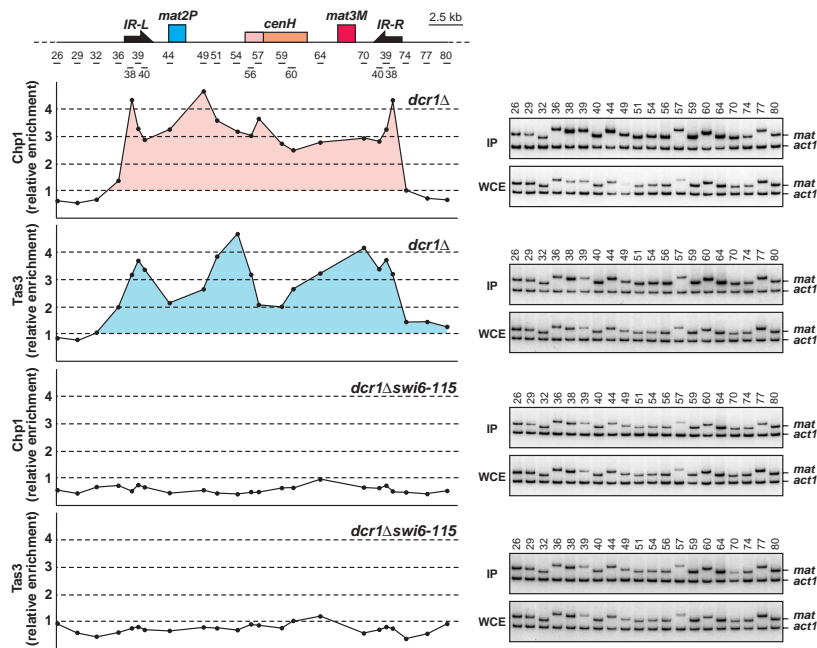 IR-L mat2P cenH mat3M IR-R 2.5 kb
26 29 32 36 39 44 49 51 54 57 59 64 70 39 74 77 80
38 40 56 60 40 38
dcr1Δ
4
3
2
1
Chp1
(relative enrichment)
dcr1Δ
4
3
2
1
Tas3
(relative enrichment)
dcr1Δswi6-115
4
3
2
1
Chp1
(relative enrichment)
dcr1Δswi6-115
4
3
2
1
Tas3
(relative enrichment)
26 29 32 36 38 39 40 44 49 51 54 56 57 59 60 64 70 74 77 80
IP mat
act1
WCE mat
act1
26 29 32 36 38 39 40 44 49 51 54 56 57 59 60 64 70 74 77 80
IP mat
act1
WCE mat
act1
26 29 32 36 38 39 40 44 49 51 54 56 57 59 60 64 70 74 77 80
IP mat
act1
WCE mat
act1
26 29 32 36 38 39 40 44 49 51 54 56 57 59 60 64 70 74 77 80
IP mat
act1
WCE mat
act1